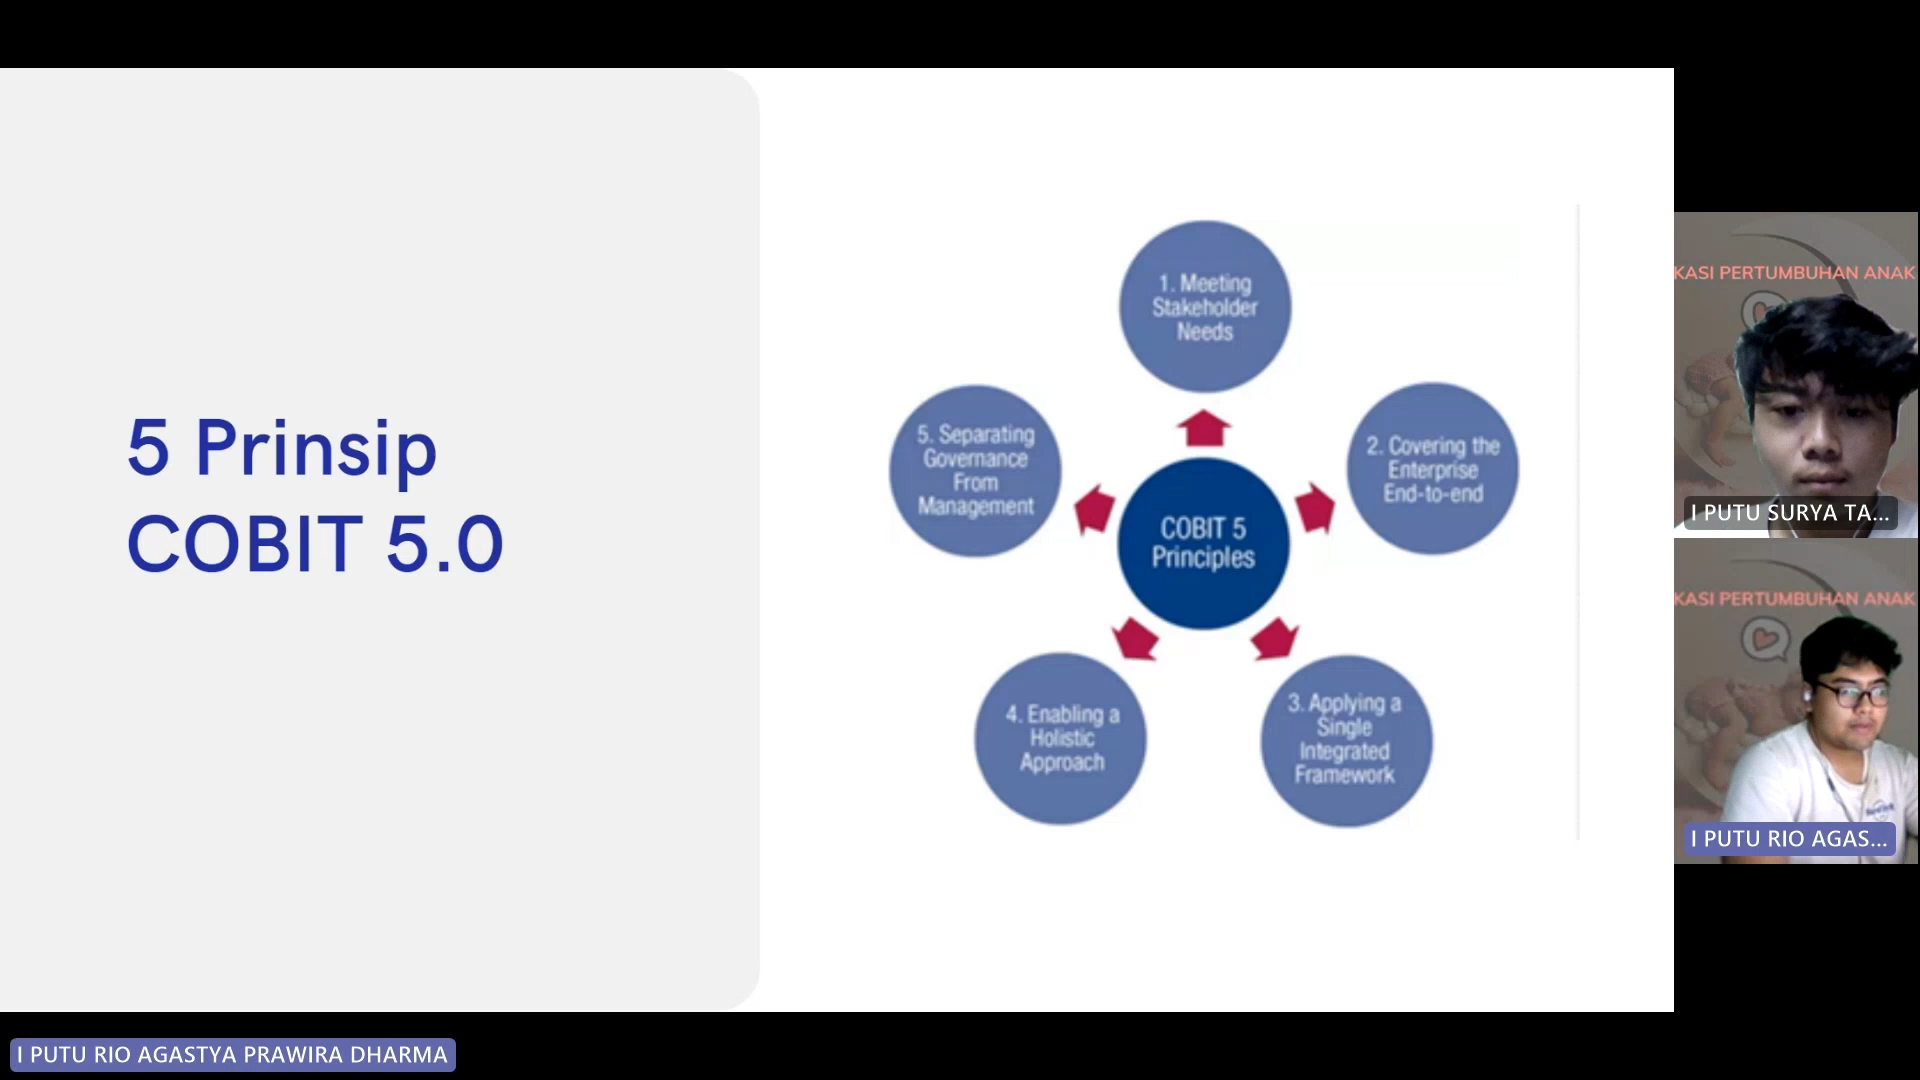 5 Prinsip
COBIT 5.0
1. Meeting
Stakeholder
Needs
2. Covering the
Enterprise
End-to-end
3. Applying a
Single
Integrated
Framework
4. Enabling a
Holistic
Approach
5. Separating
Governance
From
Management
COBIT 5
Principles
KASI PERTUMBUHAN ANAK
I PUTU SURYA TA...
KASI PERTUMBUHAN ANAK
I PUTU RIO AGAS...
I PUTU RIO AGASTYA PRAWIRA DHARMA